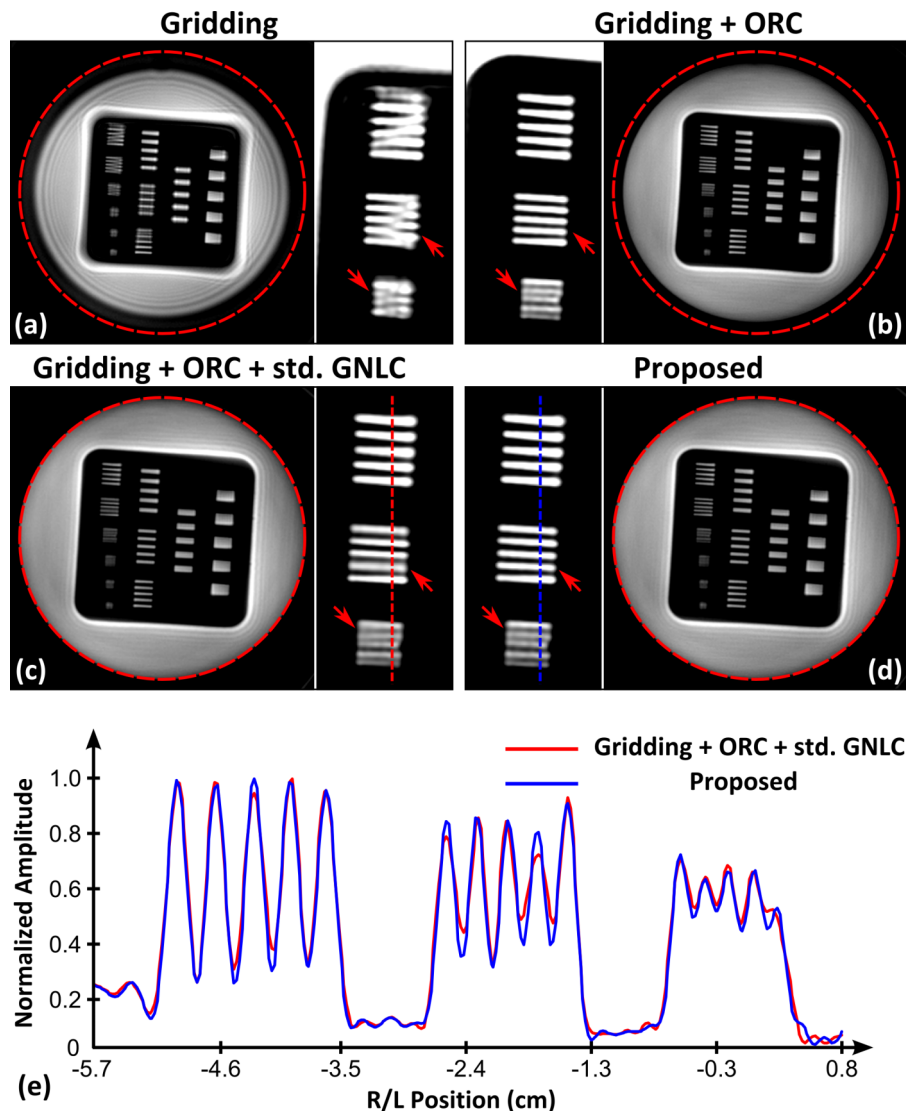 Gridding
Gridding + ORC
(a)
(b)
Gridding + ORC + std. GNLC
Proposed
(c)
(d)
Gridding + ORC + std. GNLC
Proposed
Normalized Amplitude
1.0
0.8
0.6
0.4
0.2
0
-5.7
-4.6
-3.5
-2.4
-1.3
-0.3
0.8
R/L Position (cm)
(e)